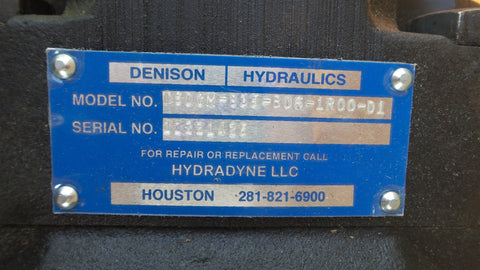 DENISON HYDRAULICS
MODEL NO.
SERIAL NO.
FOR REPAIR OR REPLACEMENT CALL
HYDRADYNE LLC
HOUSTON 281-821-6900